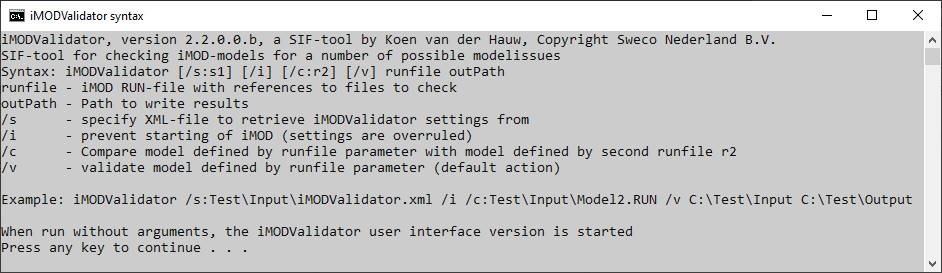 iMODValidator syntax
iMODValidator, version 2.2.0.0.b, a SIF-tool by Koen van der Hauw, Copyright Sweco Nederland B.V.
SIF-tool for checking iMOD-models for a number of possible modelissues
Syntax: iMODValidator [/s:s1] [/i] [/c:r2] [/v] runfile outPath
runfile - iMOD RUN-file with references to files to check
outPath - Path to write results
/s      - specify XML-file to retrieve iMODValidator settings from
/i      - prevent starting of iMOD (settings are overruled)
/c      - Compare model defined by runfile parameter with model defined by second runfile r2
/v      - validate model defined by runfile parameter (default action)
Example: iMODValidator /s:Test\Input\iMODValidator.xml /i /c:Test\Input\Model2.RUN /v C:\Test\Input C:\Test\Output
When run without arguments, the iMODValidator user interface version is started
Press any key to continue . . .